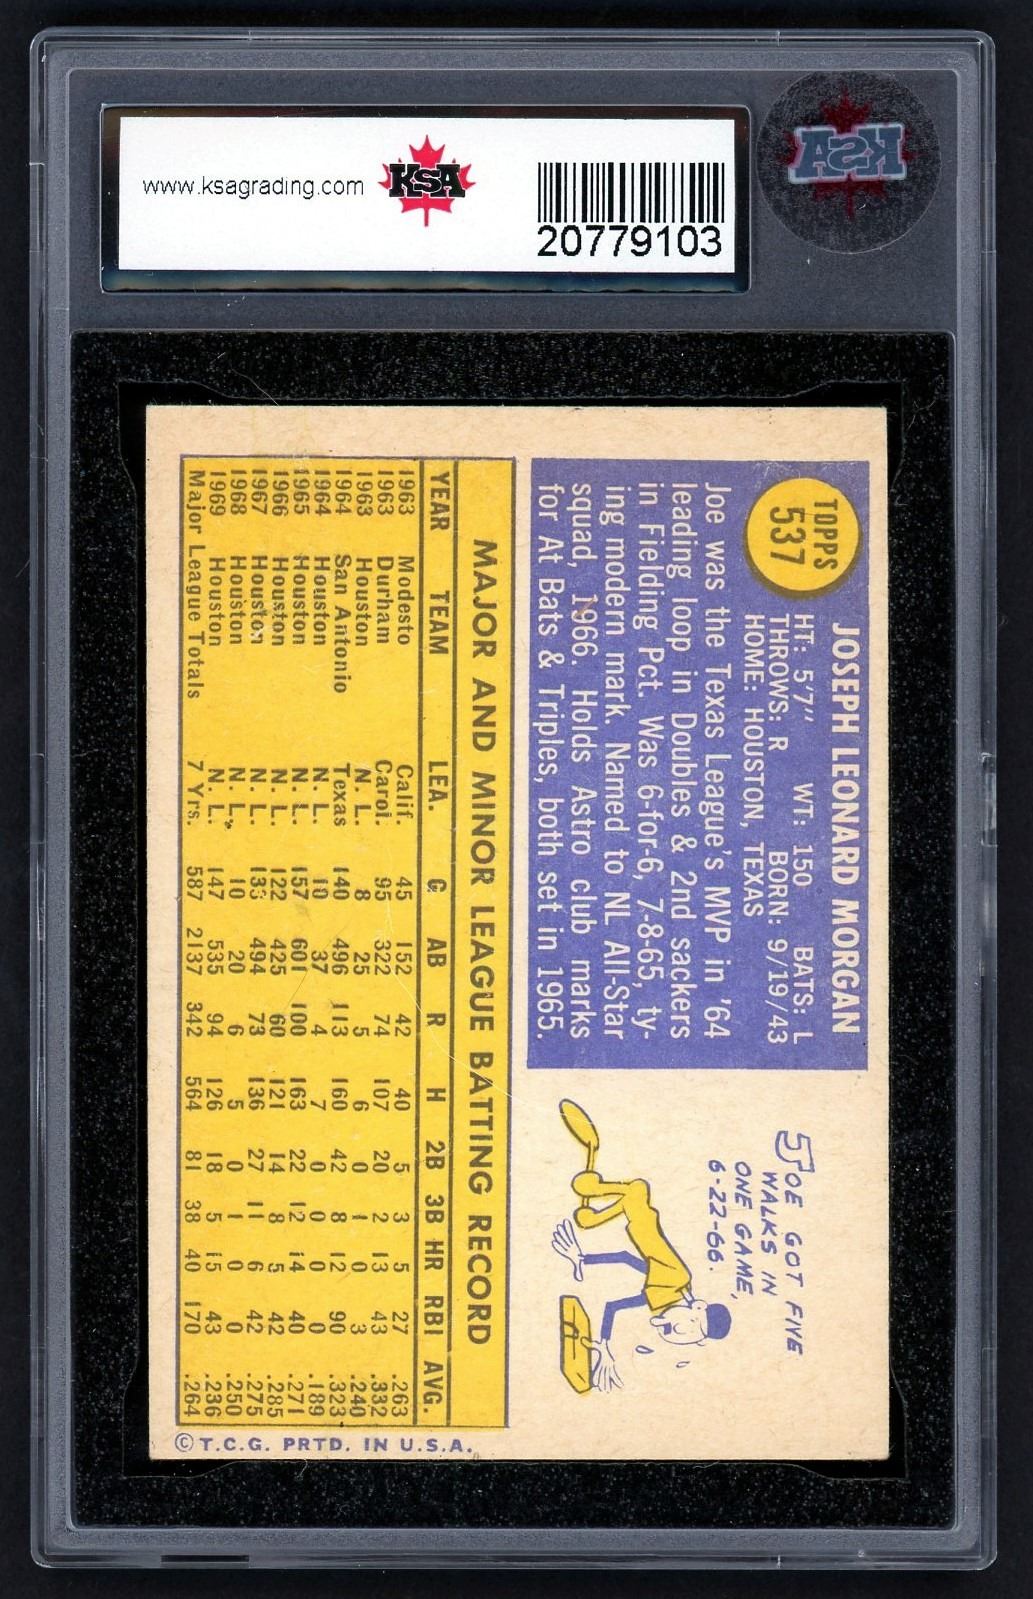 www.ksagrading.com
KSA
20779103
KSA
TOPPS
537
JOSEPH LEONARD MORGAN
HT: 5'7" WT: 150 BATS: L
THROWS: R BORN: 9/19/43
HOME: HOUSTON, TEXAS
Joe was the Texas League's MVP in '64
leading loop in Doubles & 2nd sackers
in Fielding Pct. Was 6-for-6, 7-8-65, ty-
ing modern mark. Named to NL All-Star
squad, 1966. Holds Astro club marks
for At Bats & Triples, both set in 1965.
JOE GOT FIVE
WALKS IN
ONE GAME,
6-22-66.
MAJOR AND MINOR LEAGUE BATTING RECORD
YEAR TEAM LEA. G AB R H 2B 3B HR RBI AVG.
1963 Modesto Calif. 45 152 42 40 5 3 5 27 .263
1963 Durham Carol. 95 322 74 107 20 2 13 43 .332
1963 Houston N. L. 8 25 5 6 0 1 0 3 .240
1964 San Antonio Texas 140 496 113 160 42 8 12 90 .323
1964 Houston N. L. 10 37 4 7 0 0 0 0 .189
1965 Houston N. L. 157 601 100 163 22 12 14 40 .271
1966 Houston N. L. 122 425 60 121 14 8 5 42 .285
1967 Houston N. L. 133 494 73 136 27 11 6 42 .275
1968 Houston N. L. 10 20 6 5 0 1 0 0 .250
1969 Houston N. L. 147 535 94 126 18 5 15 43 .236
Major League Totals 7 Yrs. 587 2137 342 564 81 38 40 170 .264
© T.C.G. PRTD. IN U.S.A.